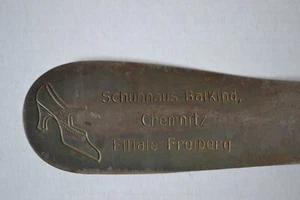 Schuhhaus Batkind,
Chemnitz
Filiale Freiberg